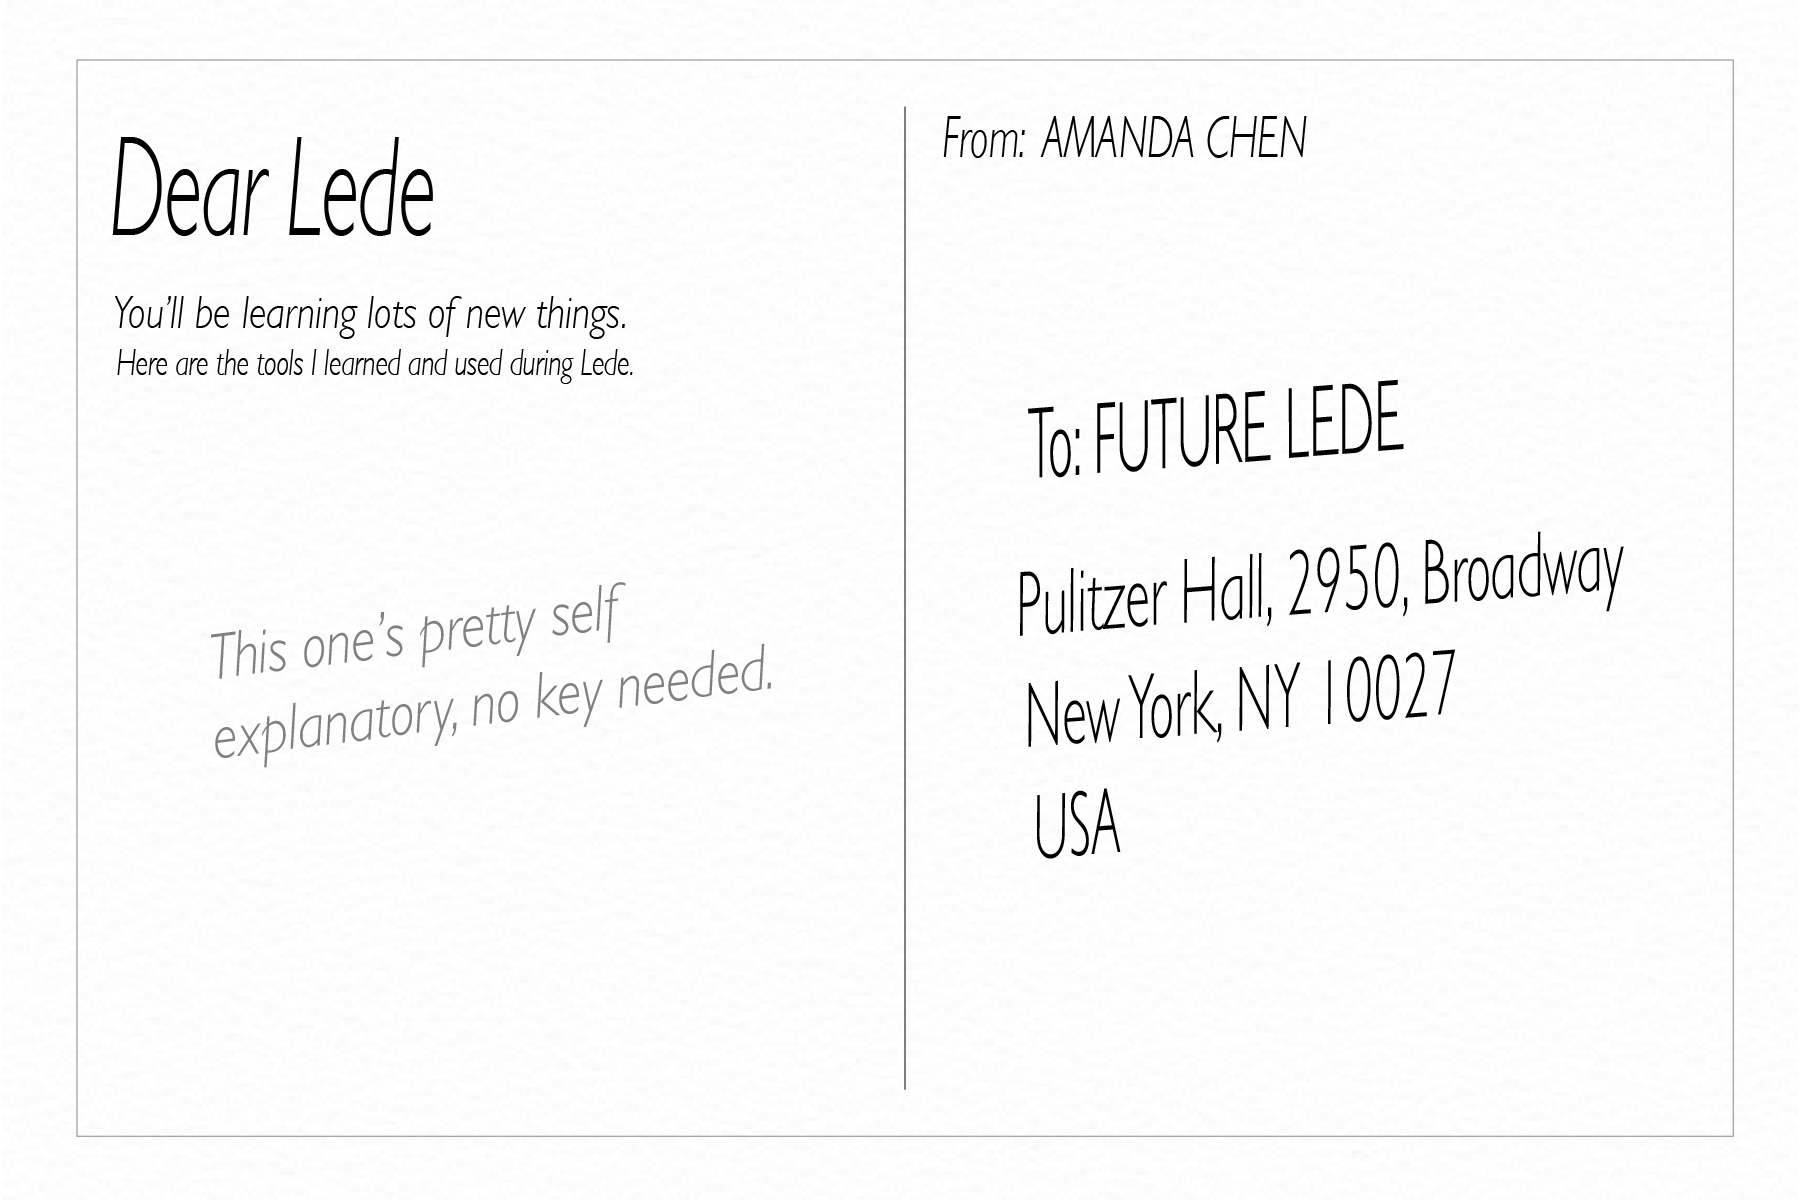 Dear Lede
You'll be learning lots of new things.
Here are the tools I learned and used during Lede.
This one's pretty self
explanatory, no key needed.
From: AMANDA CHEN
To: FUTURE LEDE
Pulitzer Hall, 2950, Broadway
New York, NY 10027
USA